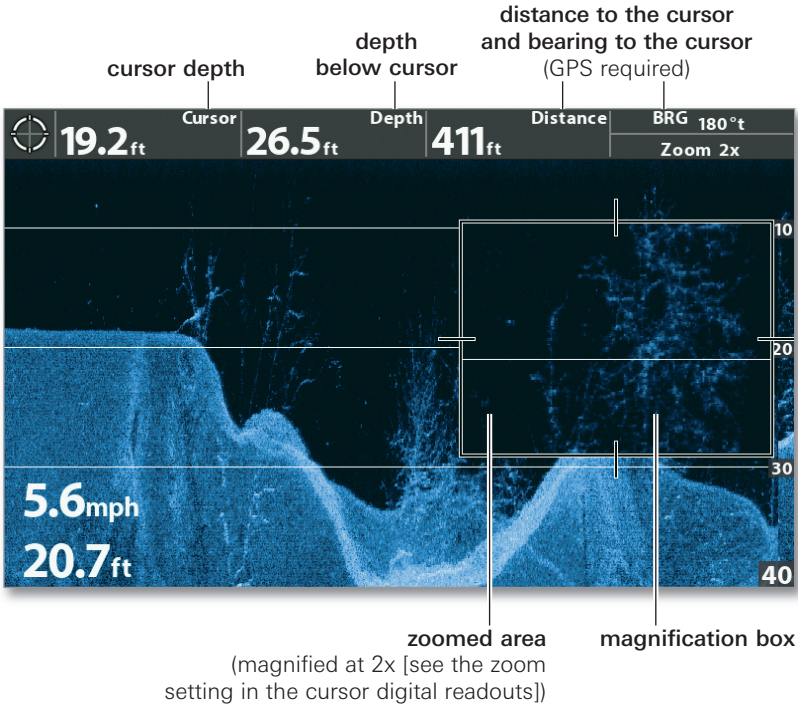 distance to the cursor
and bearing to the cursor
(GPS required)
depth
below cursor
cursor depth
Cursor
19.2ft
Depth
26.5ft
Distance
411ft
BRG 180°t
Zoom 2x
10
20
30
40
5.6mph
20.7ft
zoomed area
(magnified at 2x [see the zoom
setting in the cursor digital readouts])
magnification box